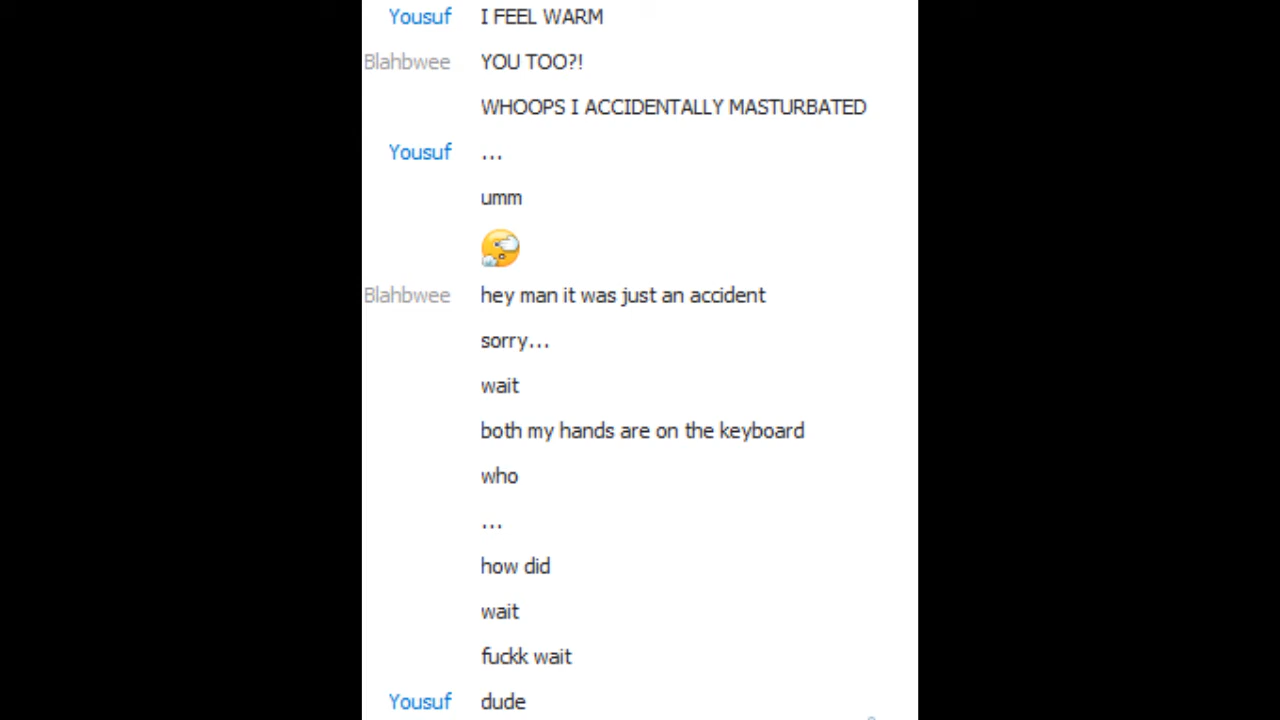 Yousuf I FEEL WARM
Blahbwee YOU TOO?!
WHOOPS I ACCIDENTALLY MASTURBATED
Yousuf ...
umm
Blahbwee hey man it was just an accident
sorry...
wait
both my hands are on the keyboard
who
...
how did
wait
fuckk wait
Yousuf dude